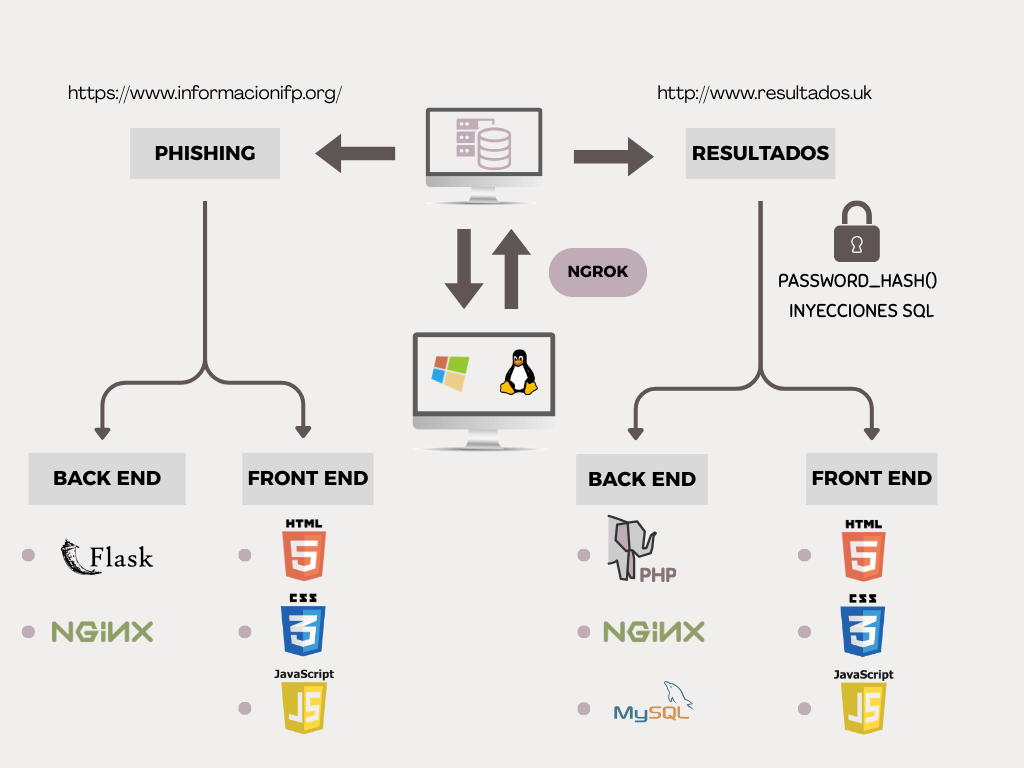 https://www.informacionifp.org/
http://www.resultados.uk
PHISHING
RESULTADOS
NGROK
PASSWORD_HASH()
INYECCIONES SQL
BACK END
FRONT END
BACK END
FRONT END
Flask
HTML
5
PHP
HTML
5
NGiNX
CSS
3
NGiNX
CSS
3
JavaScript
JS
MySQL
JavaScript
JS